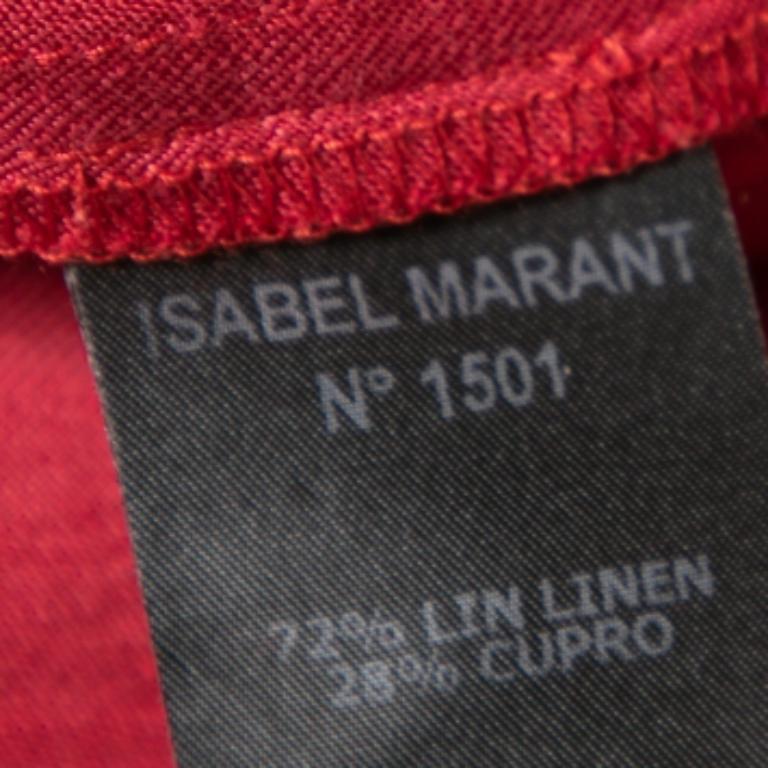 ISABEL MARANT
N° 1501
72% LIN LINEN
28% CUPRO